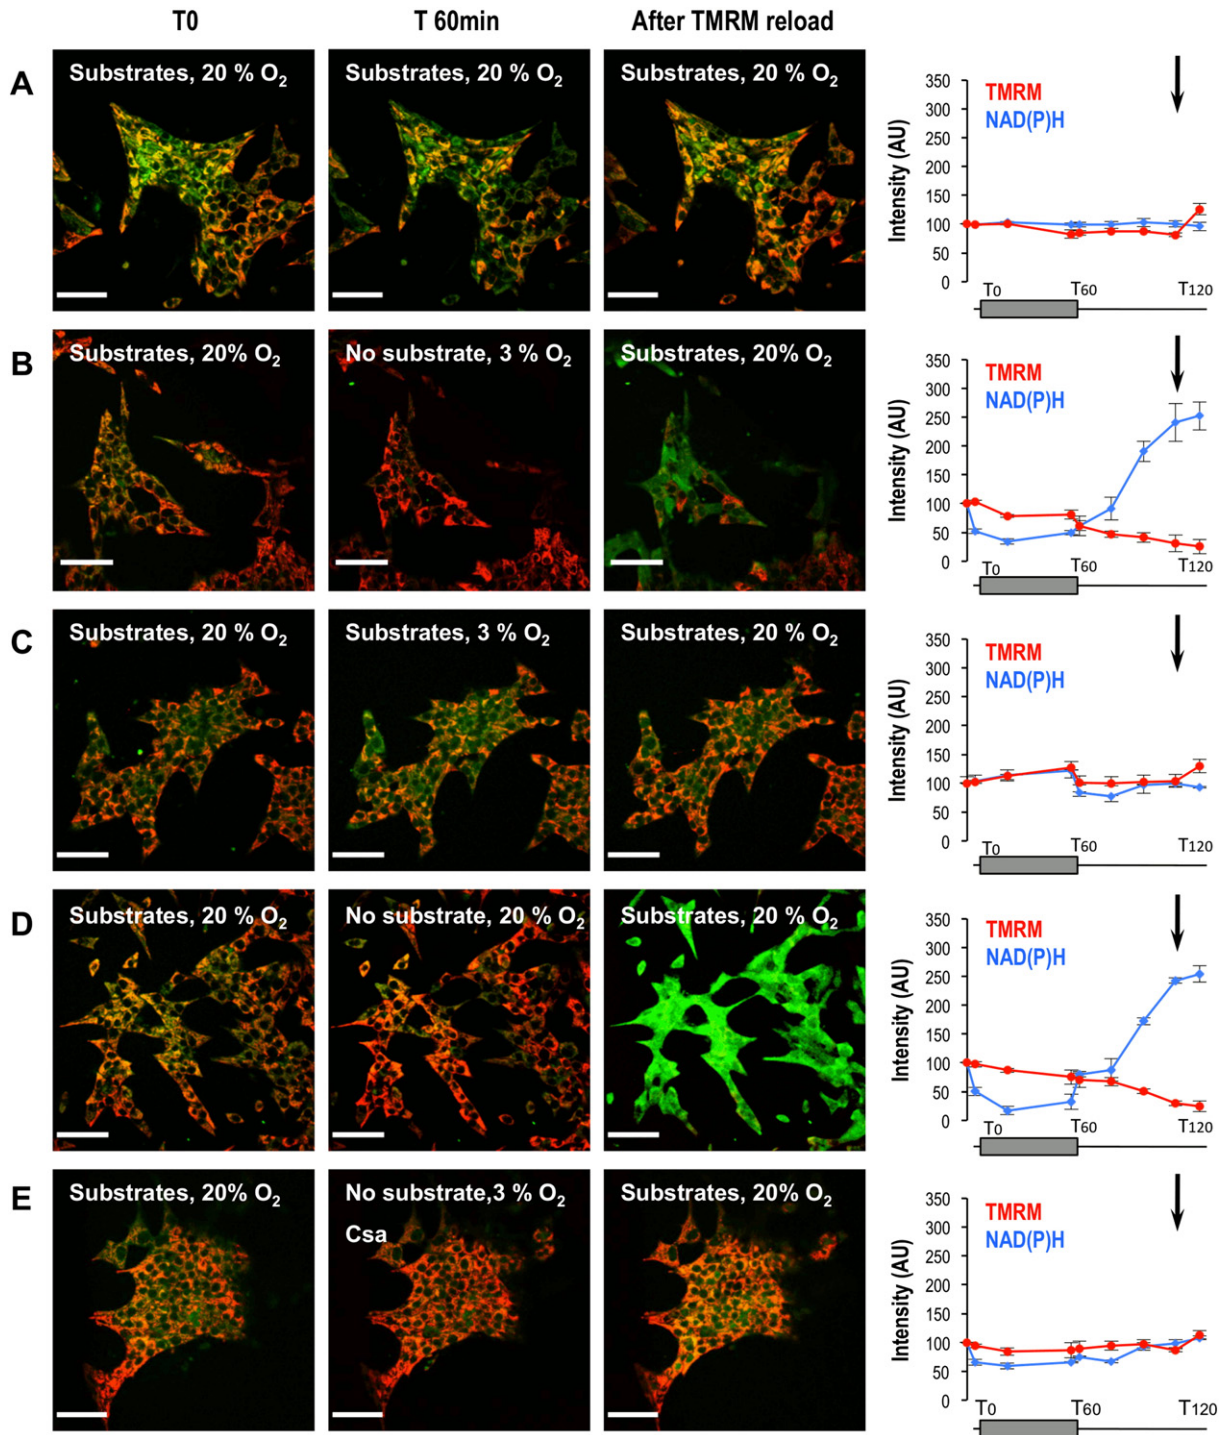 T0 T 60min After TMRM reload
A Substrates, 20 % O₂ Substrates, 20 % O₂ Substrates, 20 % O₂
TMRM
NAD(P)H
Intensity (AU)
350
300
250
200
150
100
50
0
T0 T60 T120
B Substrates, 20% O₂ No substrate, 3 % O₂ Substrates, 20% O₂
TMRM
NAD(P)H
Intensity (AU)
350
300
250
200
150
100
50
0
T0 T60 T120
C Substrates, 20 % O₂ Substrates, 3 % O₂ Substrates, 20 % O₂
TMRM
NAD(P)H
Intensity (AU)
350
300
250
200
150
100
50
0
T0 T60 T120
D Substrates, 20 % O₂ No substrate, 20 % O₂ Substrates, 20 % O₂
TMRM
NAD(P)H
Intensity (AU)
350
300
250
200
150
100
50
0
T0 T60 T120
E Substrates, 20% O₂ No substrate,3 % O₂ Substrates, 20% O₂
Csa
TMRM
NAD(P)H
Intensity (AU)
350
300
250
200
150
100
50
0
T0 T60 T120